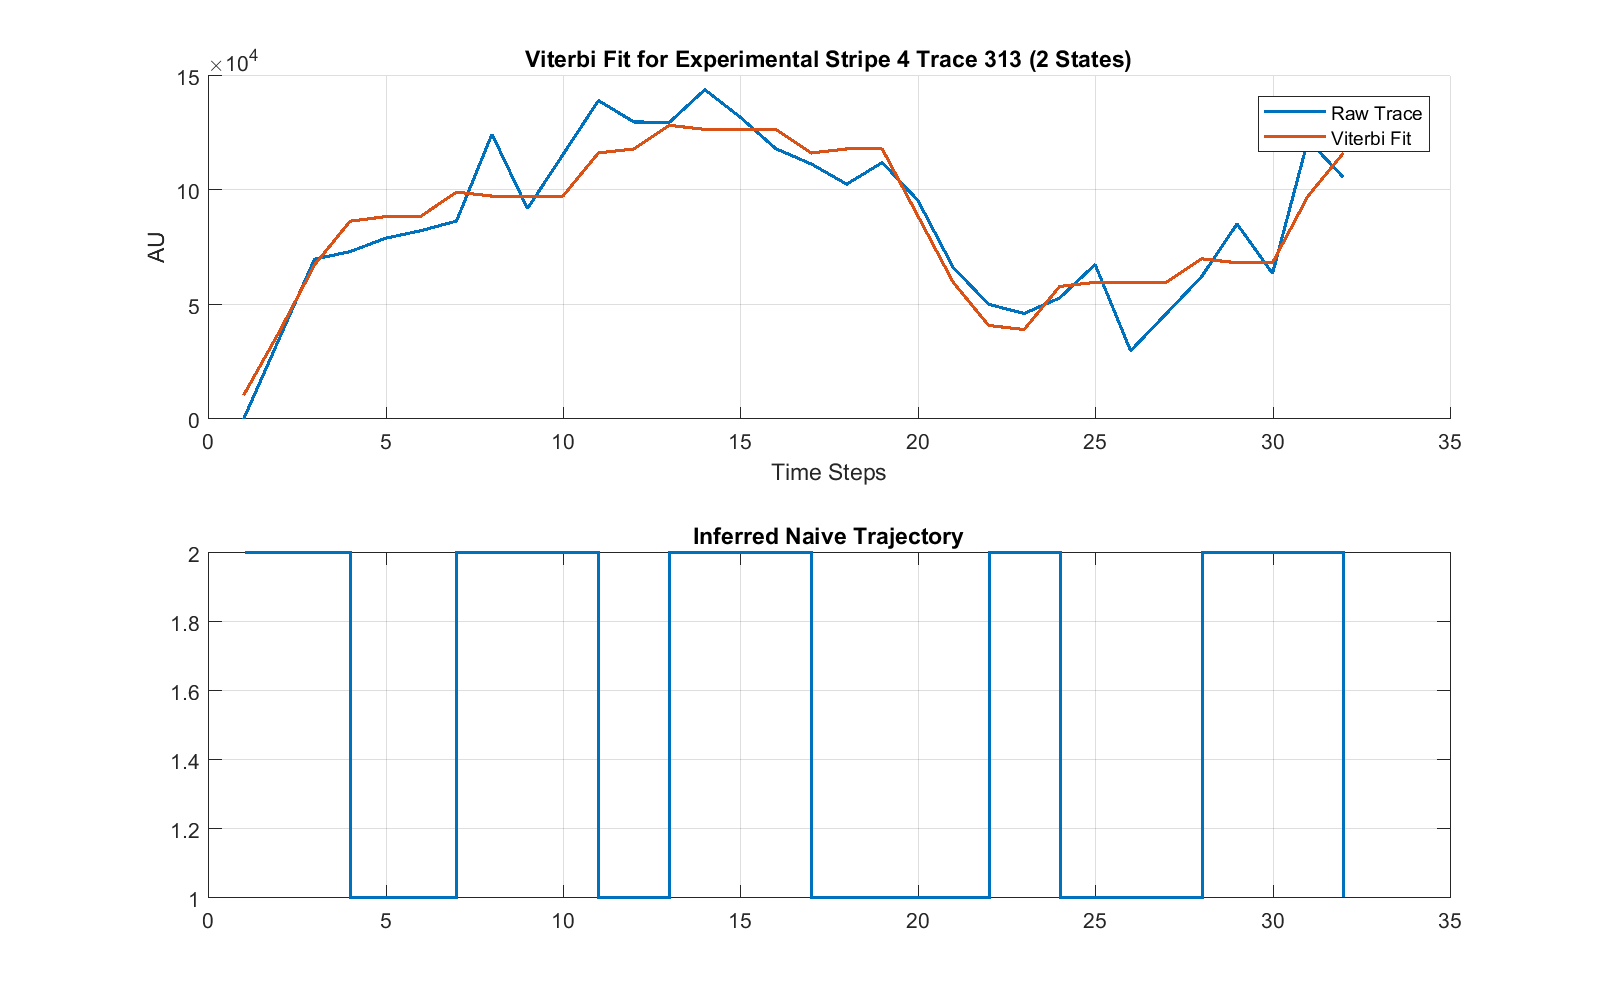 Viterbi Fit for Experimental Stripe 4 Trace 313 (2 States)
×10⁴
15
10
5
0
AU
Raw Trace
Viterbi Fit
0 5 10 15 20 25 30 35
Time Steps
Inferred Naive Trajectory
2
1.8
1.6
1.4
1.2
1
0 5 10 15 20 25 30 35